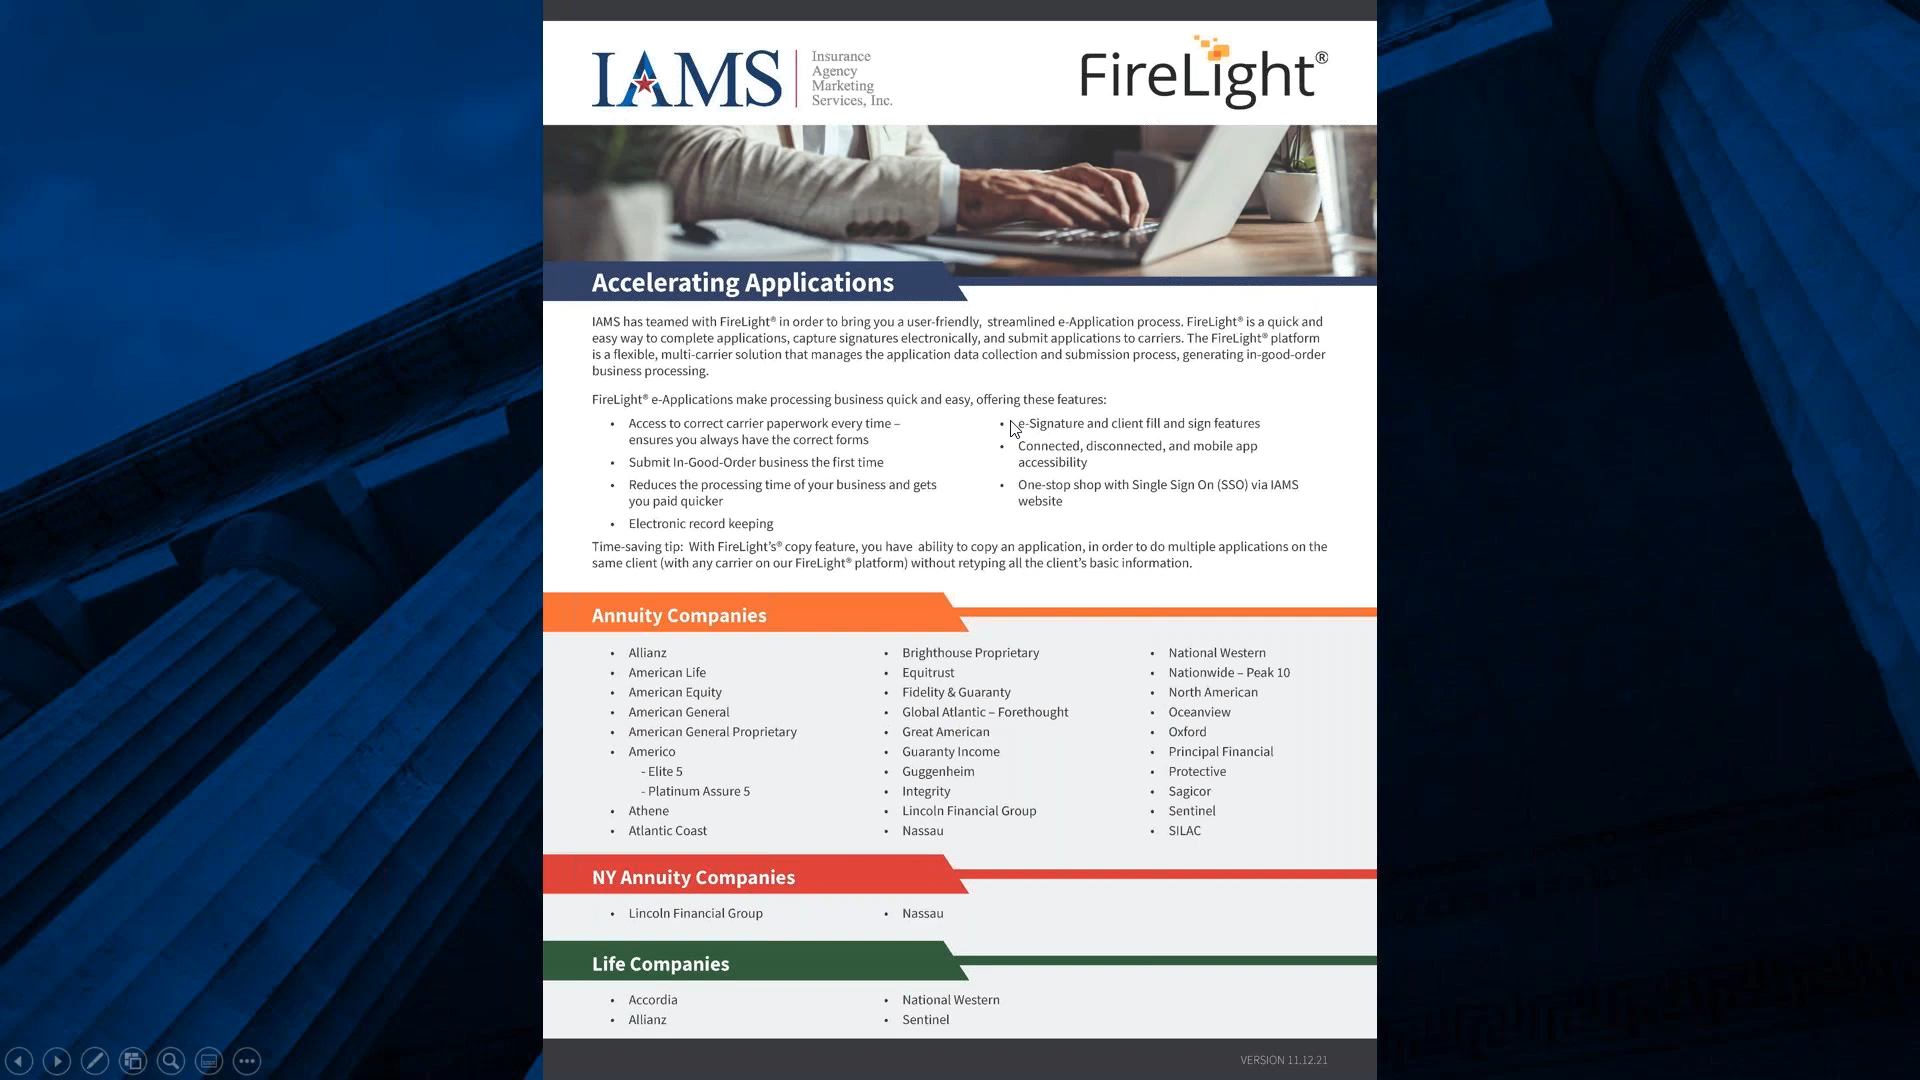 IAMS
Insurance
Agency
Marketing
Services, Inc.
FireLight®
Accelerating Applications
IAMS has teamed with FireLight® in order to bring you a user-friendly, streamlined e-Application process. FireLight® is a quick and
easy way to complete applications, capture signatures electronically, and submit applications to carriers. The FireLight® platform
is a flexible, multi-carrier solution that manages the application data collection and submission process, generating in-good-order
business processing.
FireLight® e-Applications make processing business quick and easy, offering these features:
• Access to correct carrier paperwork every time –
ensures you always have the correct forms
• Submit In-Good-Order business the first time
• Reduces the processing time of your business and gets
you paid quicker
• Electronic record keeping
• e-Signature and client fill and sign features
• Connected, disconnected, and mobile app
accessibility
• One-stop shop with Single Sign On (SSO) via IAMS
website
Time-saving tip: With FireLight's® copy feature, you have ability to copy an application, in order to do multiple applications on the
same client (with any carrier on our FireLight® platform) without retyping all the client's basic information.
Annuity Companies
• Allianz
• American Life
• American Equity
• American General
• American General Proprietary
• Americo
- Elite 5
- Platinum Assure 5
• Athene
• Atlantic Coast
• Brighthouse Proprietary
• Equitrust
• Fidelity & Guaranty
• Global Atlantic – Forethought
• Great American
• Guaranty Income
• Guggenheim
• Integrity
• Lincoln Financial Group
• Nassau
• National Western
• Nationwide – Peak 10
• North American
• Oceanview
• Oxford
• Principal Financial
• Protective
• Sagicor
• Sentinel
• SILAC
NY Annuity Companies
• Lincoln Financial Group
• Nassau
Life Companies
• Accordia
• Allianz
• National Western
• Sentinel
VERSION 11.12.21